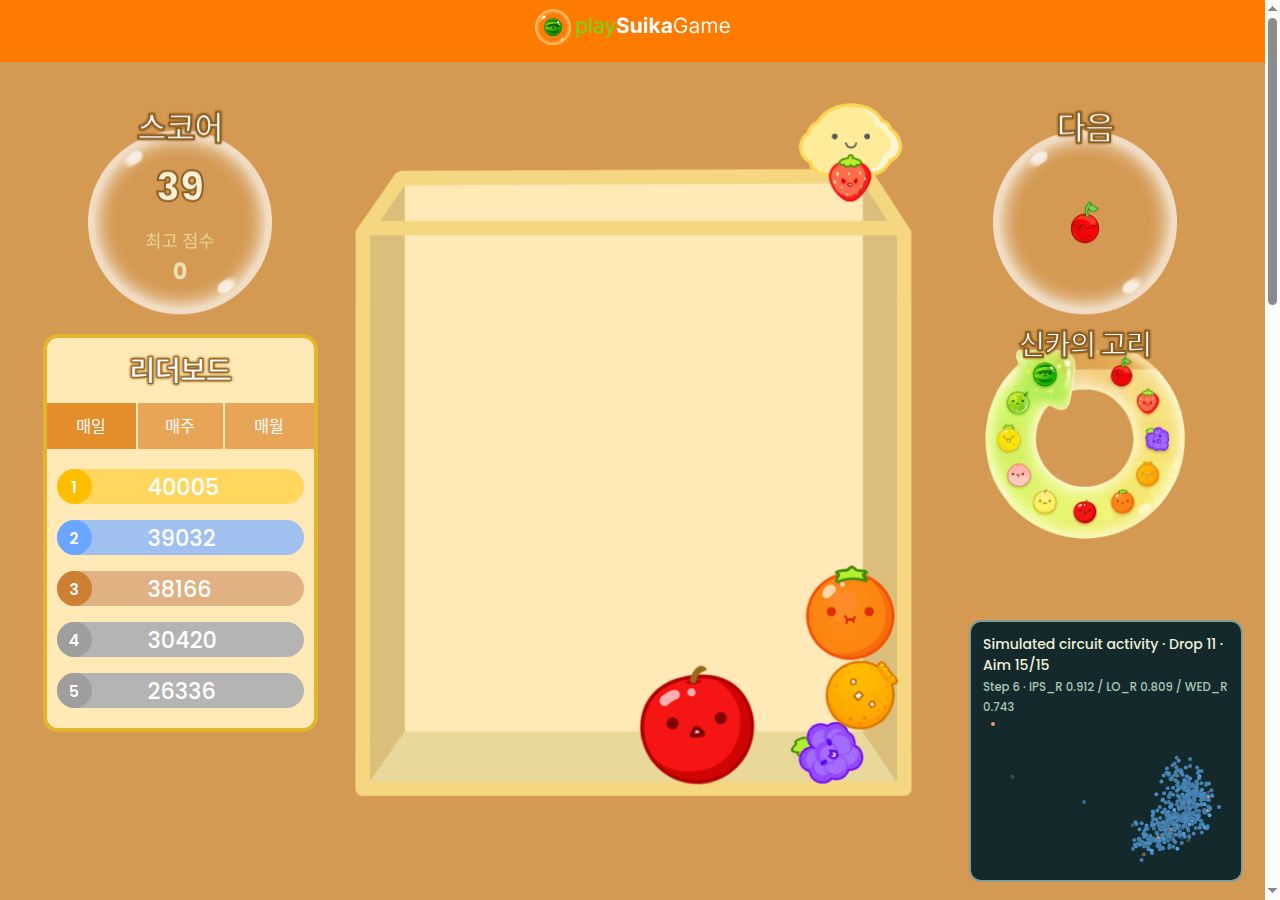 playSuikaGame
스코어
39
최고 점수
0
다음
신카의 고리
리더보드
매일 매주 매월
1 40005
2 39032
3 38166
4 30420
5 26336
Simulated circuit activity · Drop 11 ·
Aim 15/15
Step 6 · IPS_R 0.912 / LO_R 0.809 / WED_R
0.743